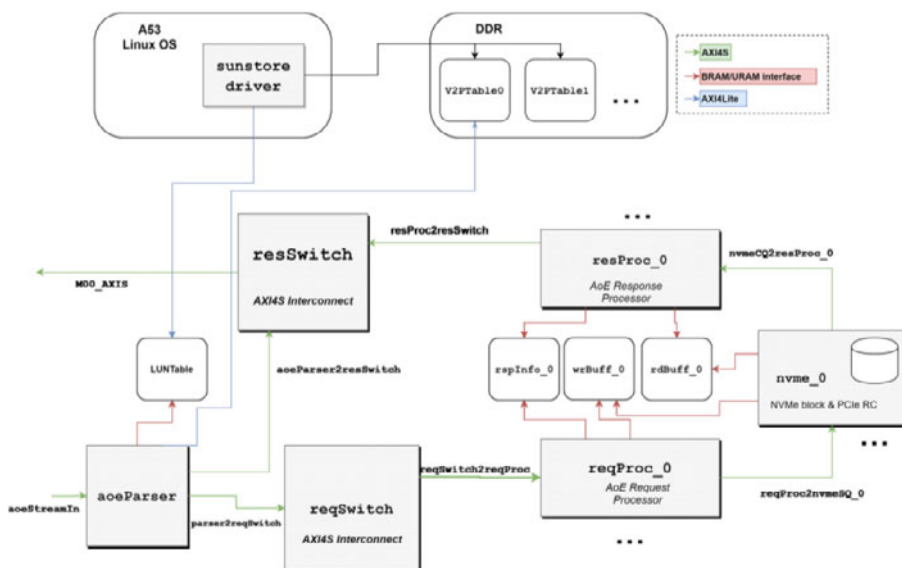 A53
Linux OS
sunstore
driver
DDR
V2PTable0
V2PTable1
...
AXI4S
BRAM/URAM Interface
AXI4Lite
resSwitch
AXI4S Interconnect
M00_AXIS
resProc2resSwitch
...
resProc_0
AoE Response
Processor
nvmeCQ2resProc_0
LUNTable
aoeParser2resSwitch
rspInfo_0
wrBuff_0
rdBuff_0
nvme_0
NVMe block & PCIe RC
...
aoeStreamIn
aoeParser
parser2reqSwitch
reqSwitch
AXI4S Interconnect
reqSwitch2reqProc
reqProc_0
AoE Request
Processor
reqProc2nvmeSQ_0
...